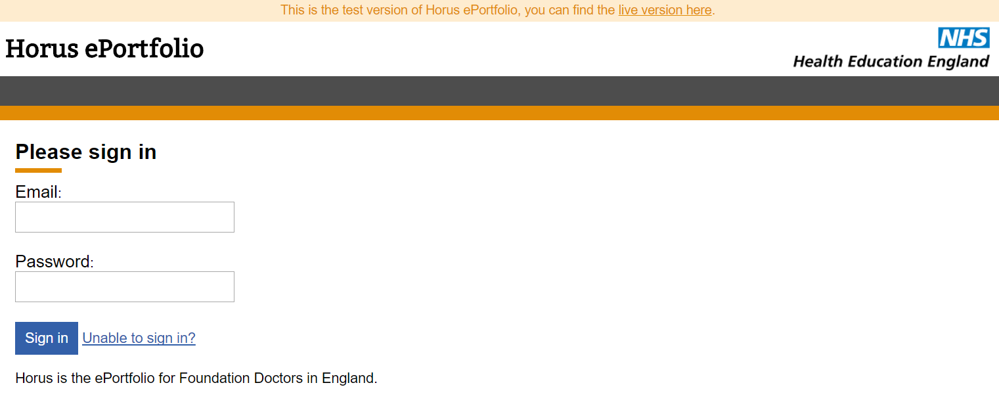 This is the test version of Horus ePortfolio, you can find the live version here.
Horus ePortfolio
NHS
Health Education England
Please sign in
Email:
Password:
Sign in Unable to sign in?
Horus is the ePortfolio for Foundation Doctors in England.